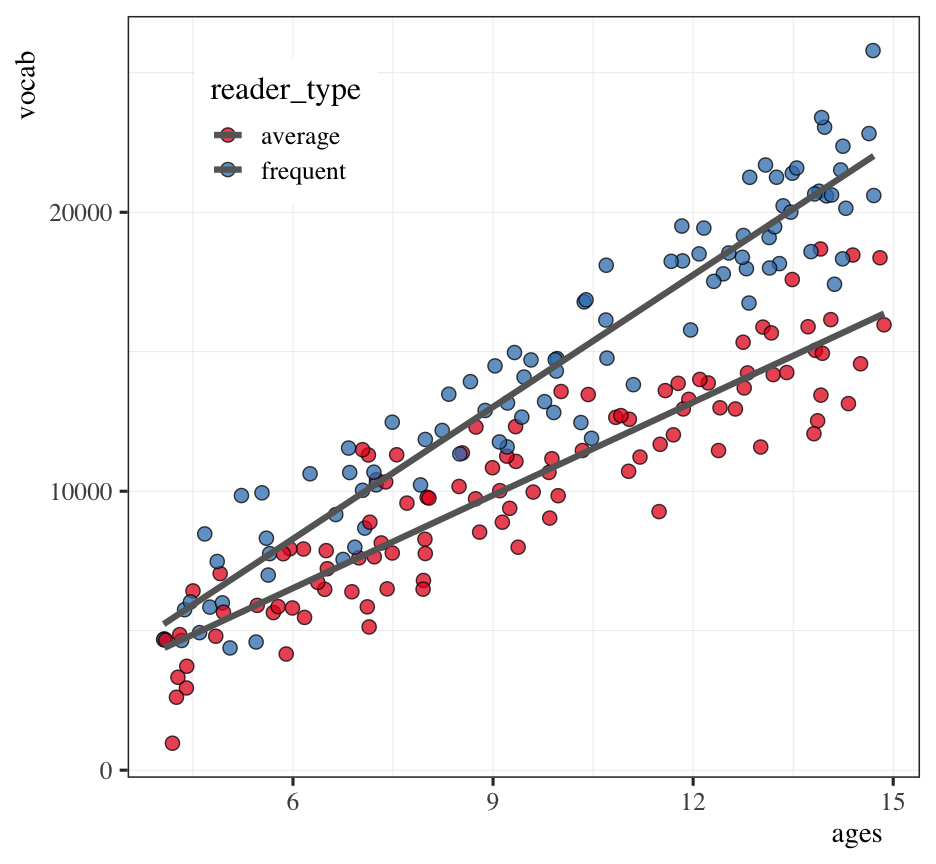 vocab
reader_type
average
frequent
20000
10000
0
6 9 12 15
ages